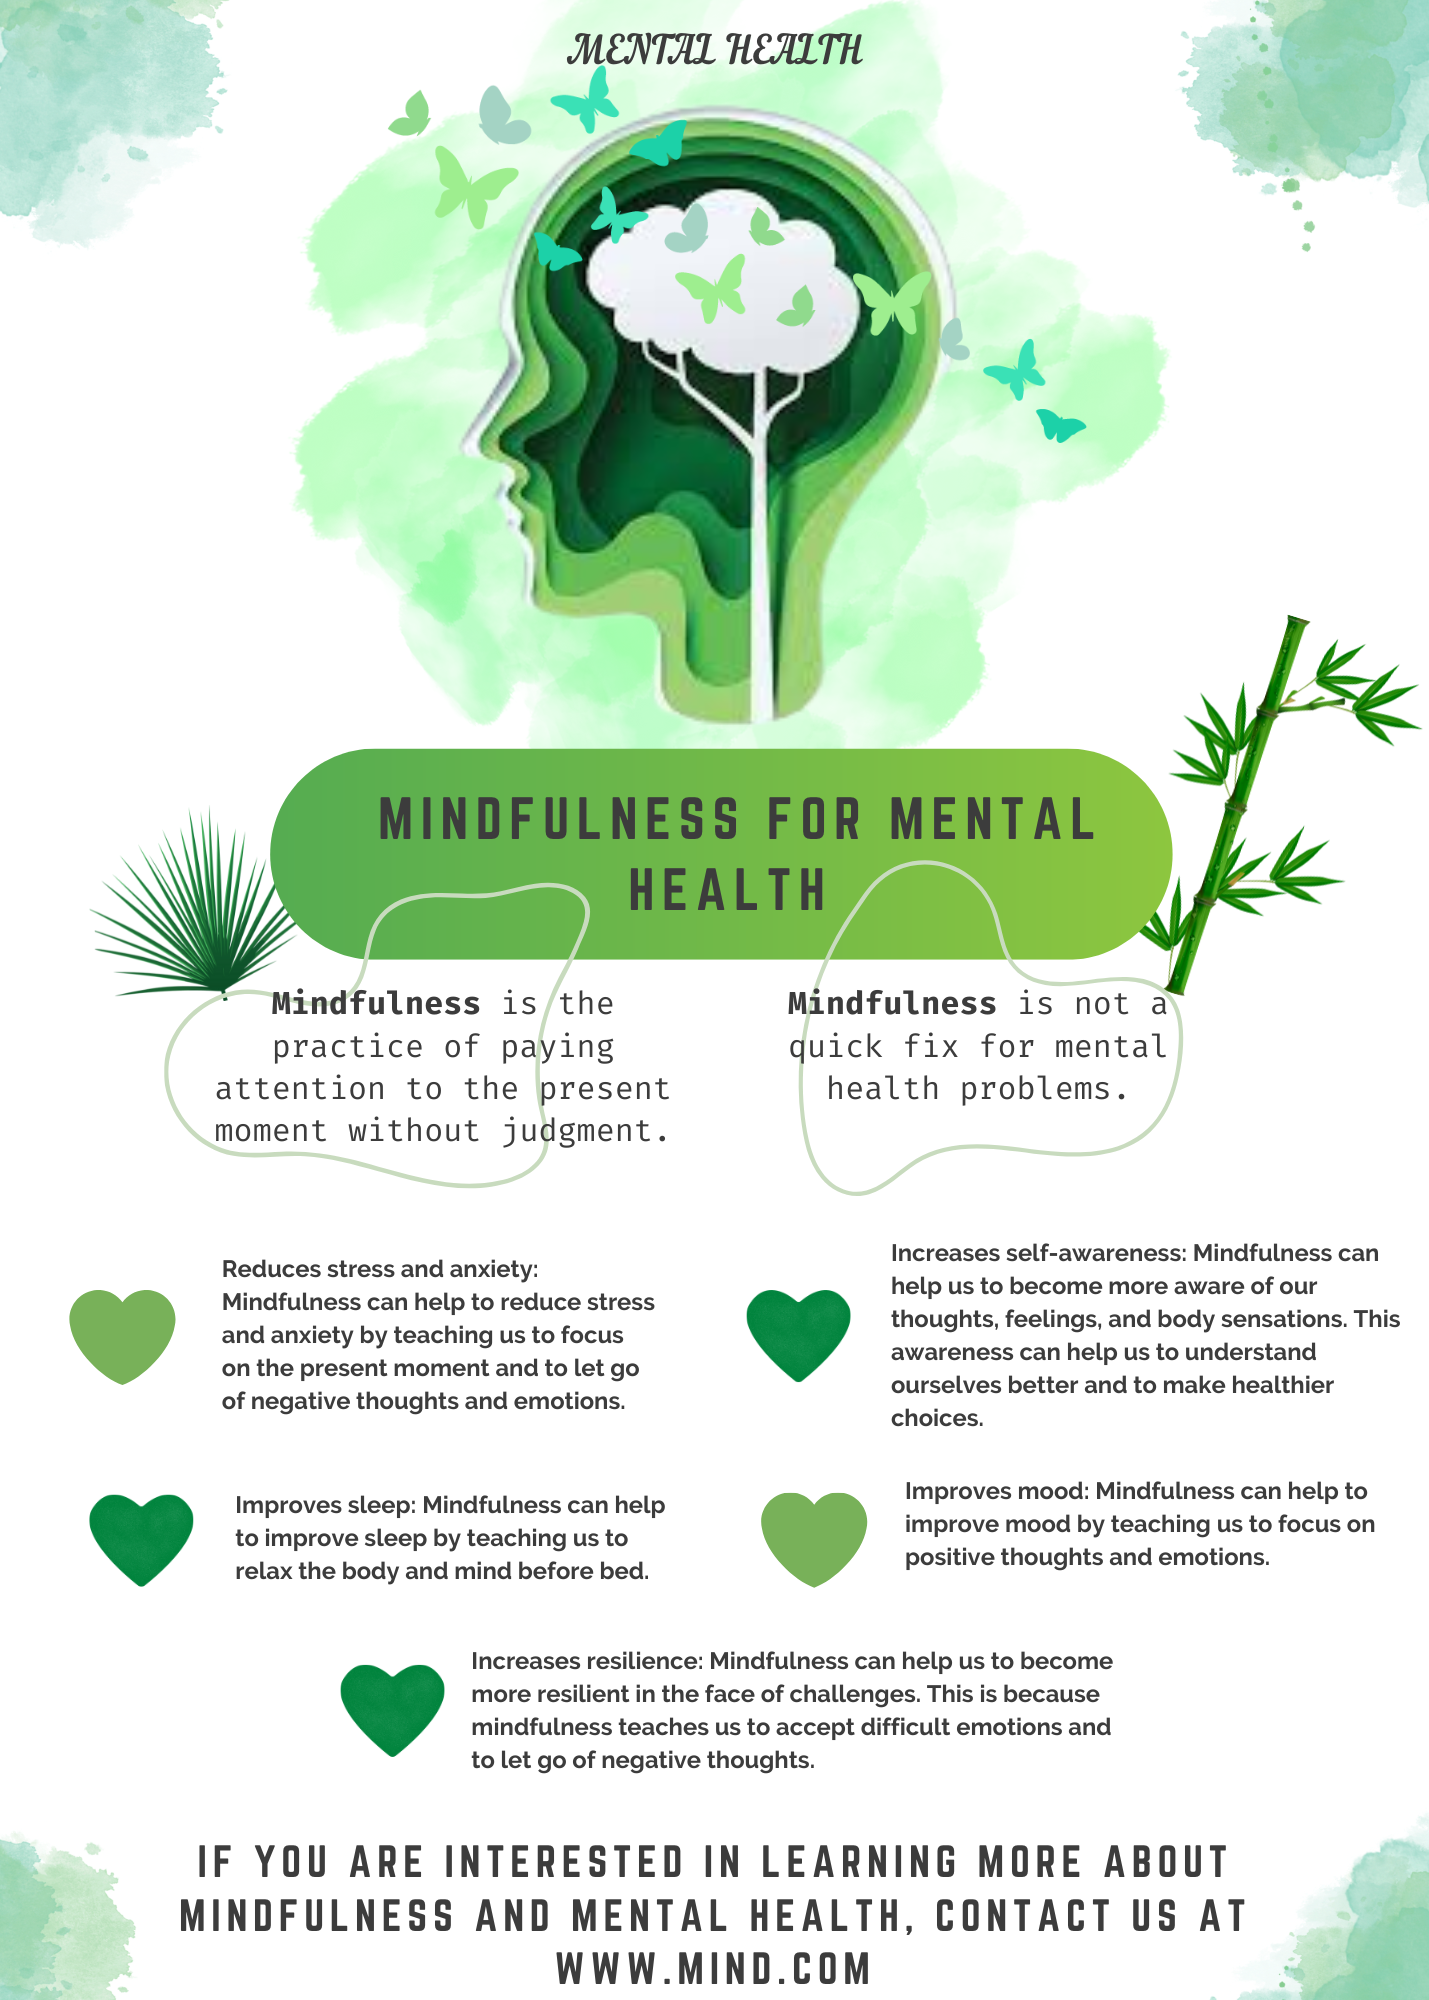 MENTAL HEALTH
MINDFULNESS FOR MENTAL
HEALTH
Mindfulness is the
practice of paying
attention to the present
moment without judgment.
Mindfulness is not a
quick fix for mental
health problems.
Reduces stress and anxiety:
Mindfulness can help to reduce stress
and anxiety by teaching us to focus
on the present moment and to let go
of negative thoughts and emotions.
Increases self-awareness: Mindfulness can
help us to become more aware of our
thoughts, feelings, and body sensations. This
awareness can help us to understand
ourselves better and to make healthier
choices.
Improves sleep: Mindfulness can help
to improve sleep by teaching us to
relax the body and mind before bed.
Improves mood: Mindfulness can help to
improve mood by teaching us to focus on
positive thoughts and emotions.
Increases resilience: Mindfulness can help us to become
more resilient in the face of challenges. This is because
mindfulness teaches us to accept difficult emotions and
to let go of negative thoughts.
IF YOU ARE INTERESTED IN LEARNING MORE ABOUT
MINDFULNESS AND MENTAL HEALTH, CONTACT US AT
WWW.MIND.COM